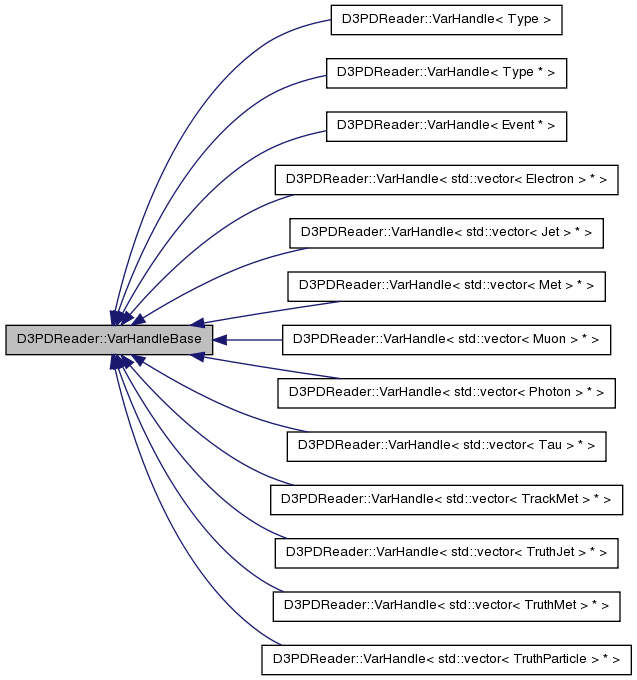 D3PDReader::VarHandle< Type >
D3PDReader::VarHandle< Type * >
D3PDReader::VarHandle< Event * >
D3PDReader::VarHandle< std::vector< Electron > * >
D3PDReader::VarHandle< std::vector< Jet > * >
D3PDReader::VarHandle< std::vector< Met > * >
D3PDReader::VarHandleBase
D3PDReader::VarHandle< std::vector< Muon > * >
D3PDReader::VarHandle< std::vector< Photon > * >
D3PDReader::VarHandle< std::vector< Tau > * >
D3PDReader::VarHandle< std::vector< TrackMet > * >
D3PDReader::VarHandle< std::vector< TruthJet > * >
D3PDReader::VarHandle< std::vector< TruthMet > * >
D3PDReader::VarHandle< std::vector< TruthParticle > * >